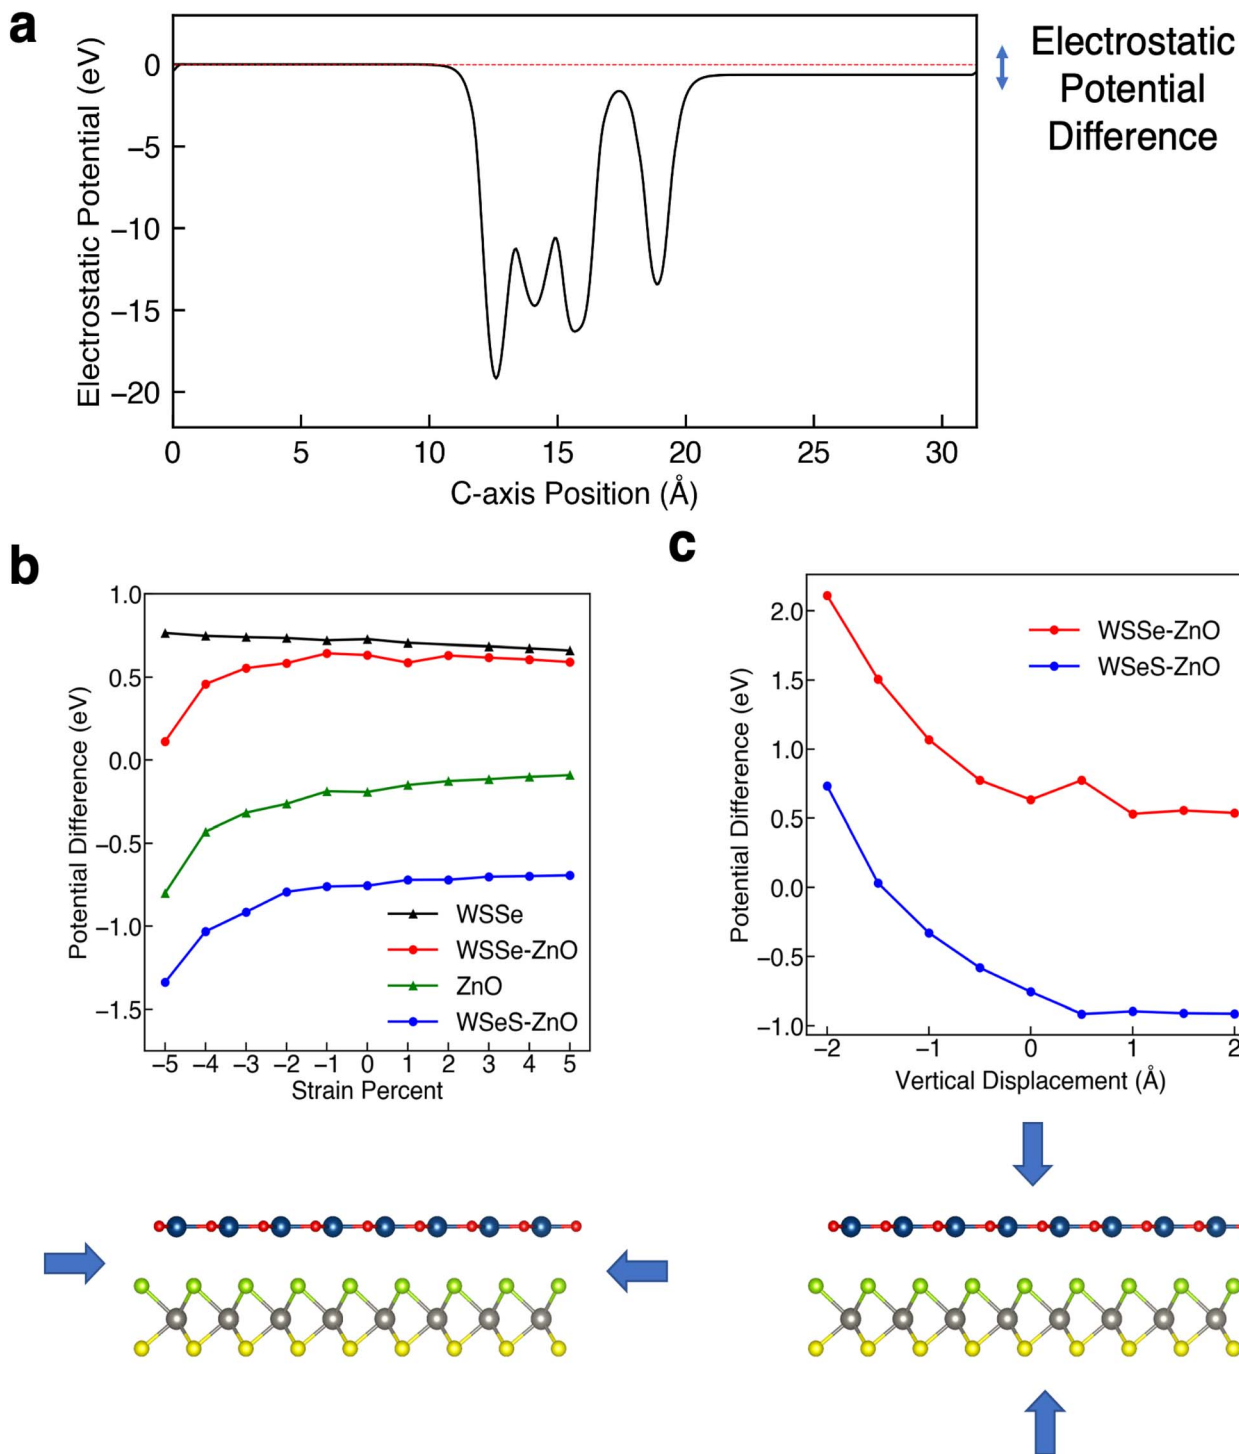 a
Electrostatic Potential (eV)
0
−5
−10
−15
−20
0 5 10 15 20 25 30
C-axis Position (Å)
Electrostatic
Potential
Difference
b
Potential Difference (eV)
1.0
0.5
0.0
−0.5
−1.0
−1.5
WSSe
WSSe-ZnO
ZnO
WSeS-ZnO
−5 −4 −3 −2 −1 0 1 2 3 4 5
Strain Percent
c
Potential Difference (eV)
2.0
1.5
1.0
0.5
0.0
−0.5
−1.0
WSSe-ZnO
WSeS-ZnO
−2 −1 0 1 2
Vertical Displacement (Å)